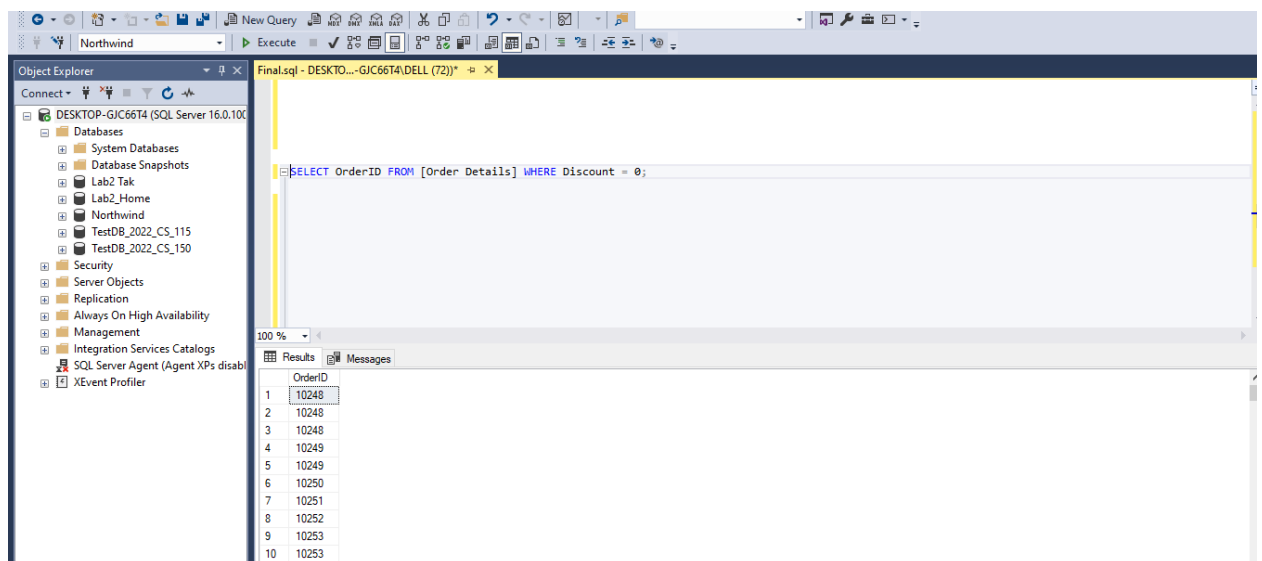 New Query
Northwind
Execute
Object Explorer
Final.sql - DESKTO...-GJC66T4\DELL (72))*
Connect
DESKTOP-GJC66T4 (SQL Server 16.0.100
Databases
System Databases
Database Snapshots
Lab2 Tak
Lab2_Home
Northwind
TestDB_2022_CS_115
TestDB_2022_CS_150
Security
Server Objects
Replication
Always On High Availability
Management
Integration Services Catalogs
SQL Server Agent (Agent XPs disabl
XEvent Profiler
SELECT OrderID FROM [Order Details] WHERE Discount = 0;
100 %
Results Messages
OrderID
1 10248
2 10248
3 10248
4 10249
5 10249
6 10250
7 10251
8 10252
9 10253
10 10253